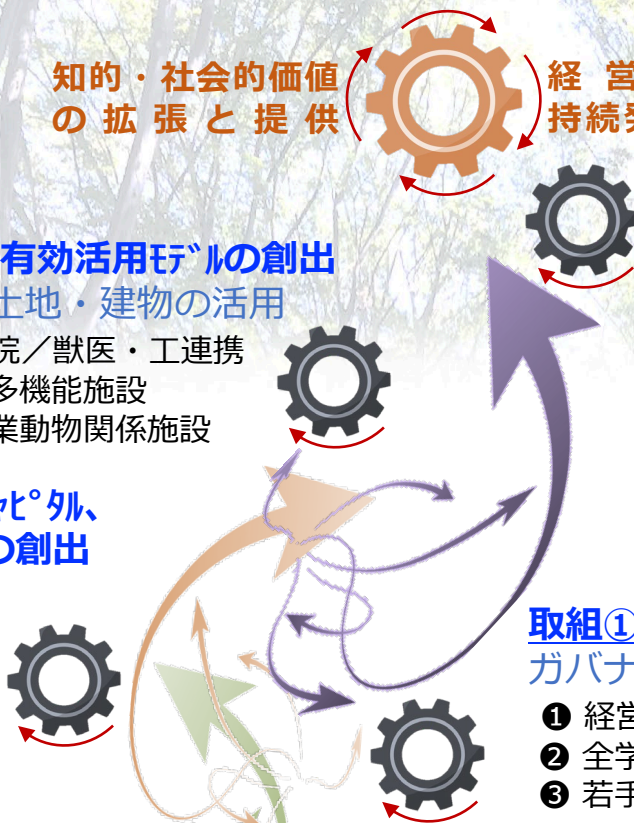 知的・社会的価値
の拡張と提供
経営
持続発
有効活用ﾓﾃﾞﾙの創出
土地・建物の活用
院／獣医・工連携
多機能施設
業動物関係施設
ｬﾋﾟﾀﾙ、
の創出
取組①
ガバナ
❶ 経営
❷ 全学
❸ 若手